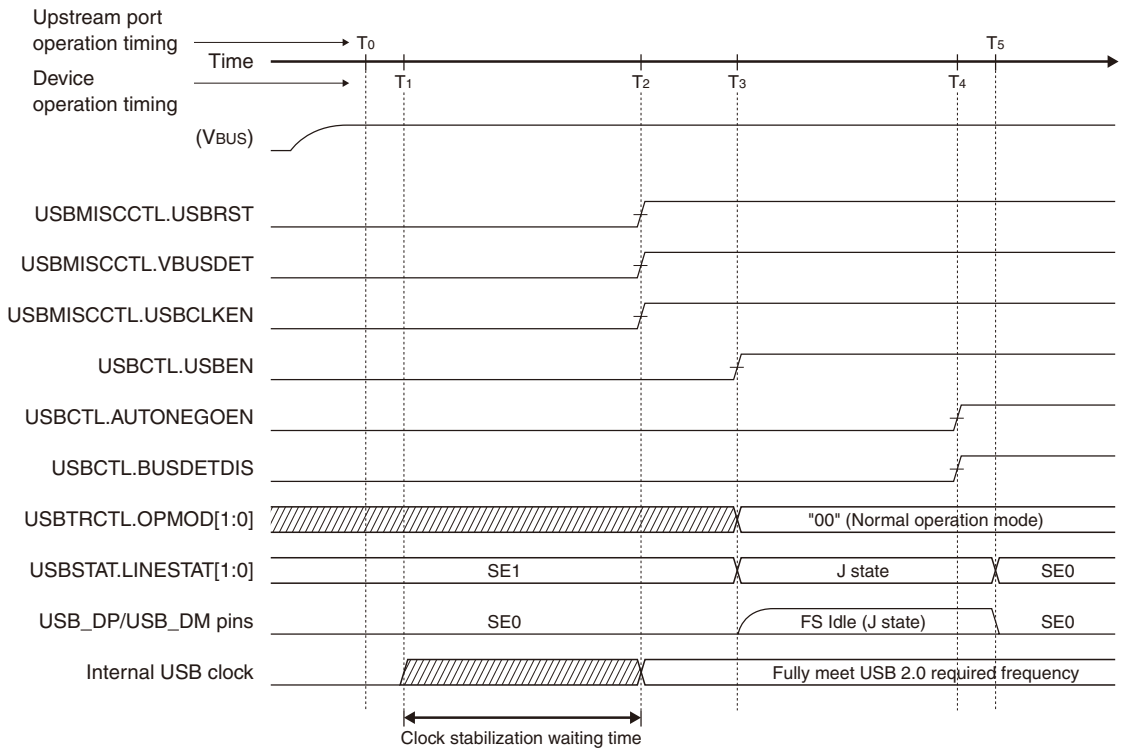 Upstream port
operation timing
T0
T5
Time
Device
operation timing
T1
T2
T3
T4
(VBUS)
USBMISCCTL.USBRST
USBMISCCTL.VBUSDET
USBMISCCTL.USBCLKEN
USBCTL.USBEN
USBCTL.AUTONEGOEN
USBCTL.BUSDETDIS
USBTRCTL.OPMOD[1:0]
"00" (Normal operation mode)
USBSTAT.LINESTAT[1:0]
SE1
J state
SE0
USB_DP/USB_DM pins
SE0
FS Idle (J state)
SE0
Internal USB clock
Fully meet USB 2.0 required frequency
Clock stabilization waiting time